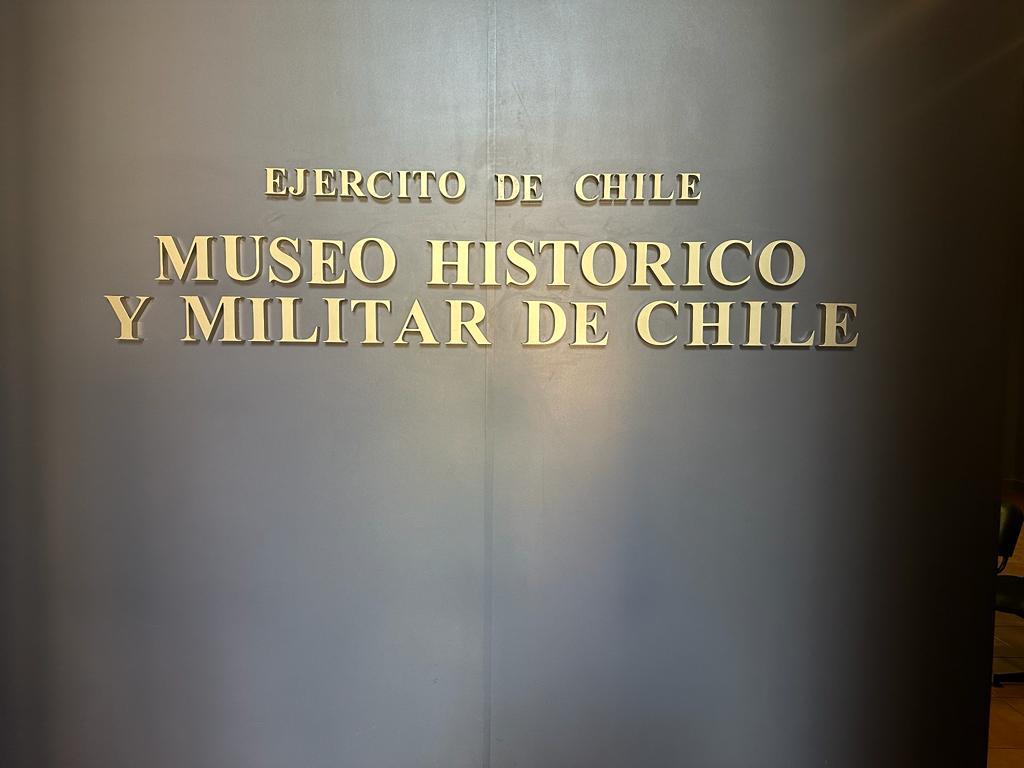 EJERCITO DE CHILE
MUSEO HISTORICO
Y MILITAR DE CHILE